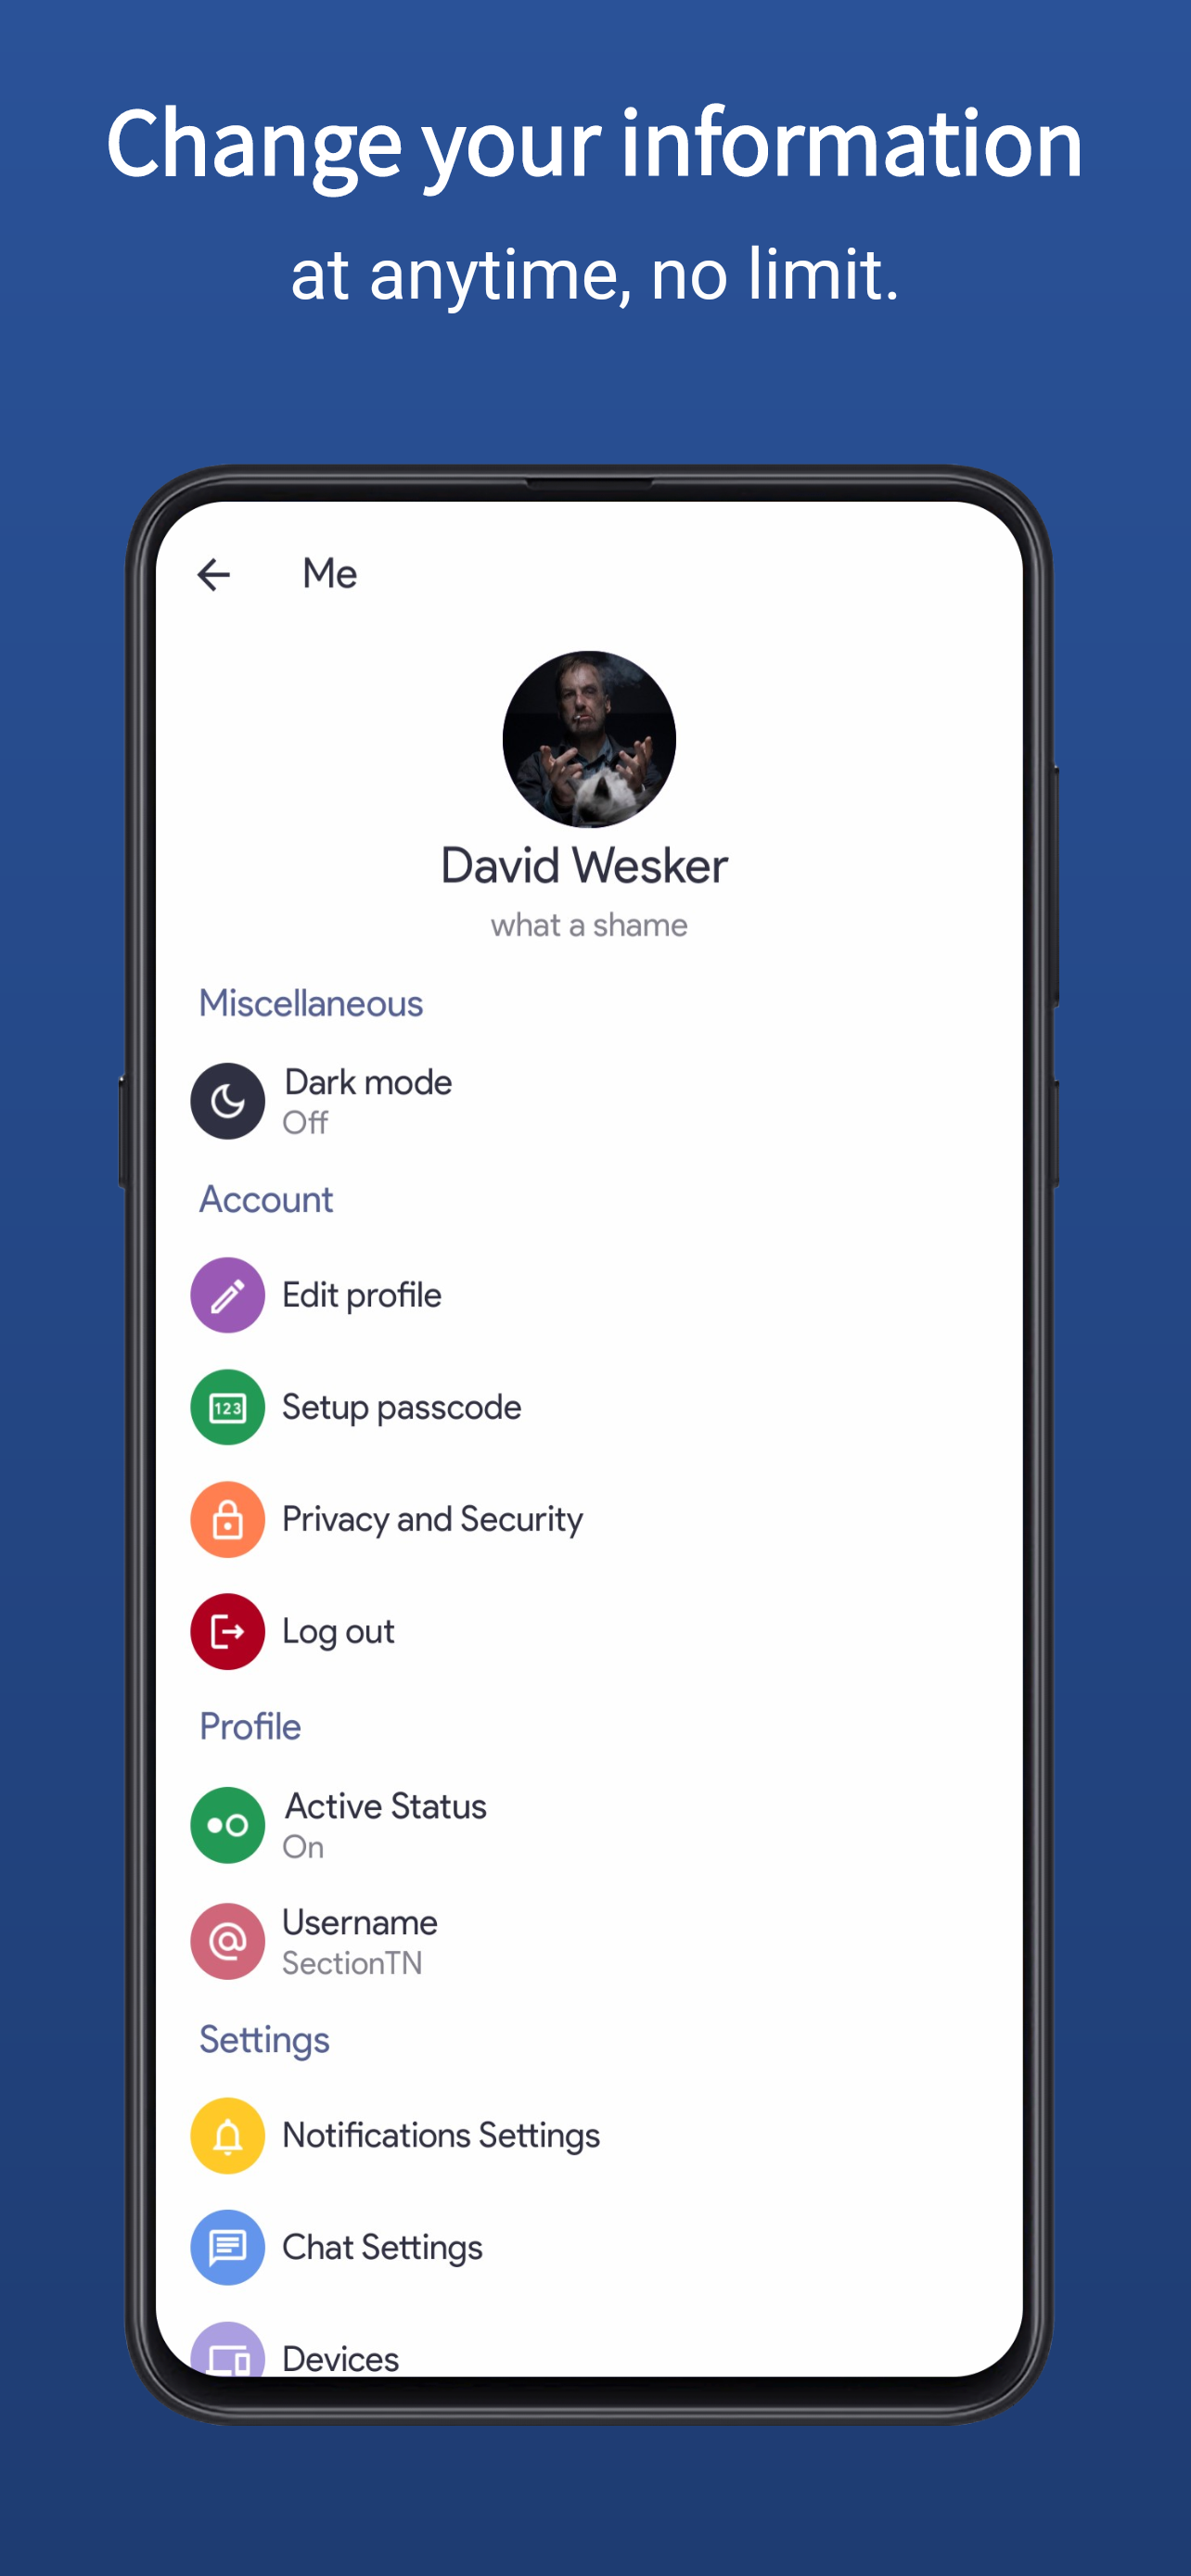 Change your information
at anytime, no limit.
Me
David Wesker
what a shame
Miscellaneous
Dark mode
Off
Account
Edit profile
123
Setup passcode
Privacy and Security
Log out
Profile
Active Status
On
@
Username
SectionTN
Settings
Notifications Settings
Chat Settings
Devices